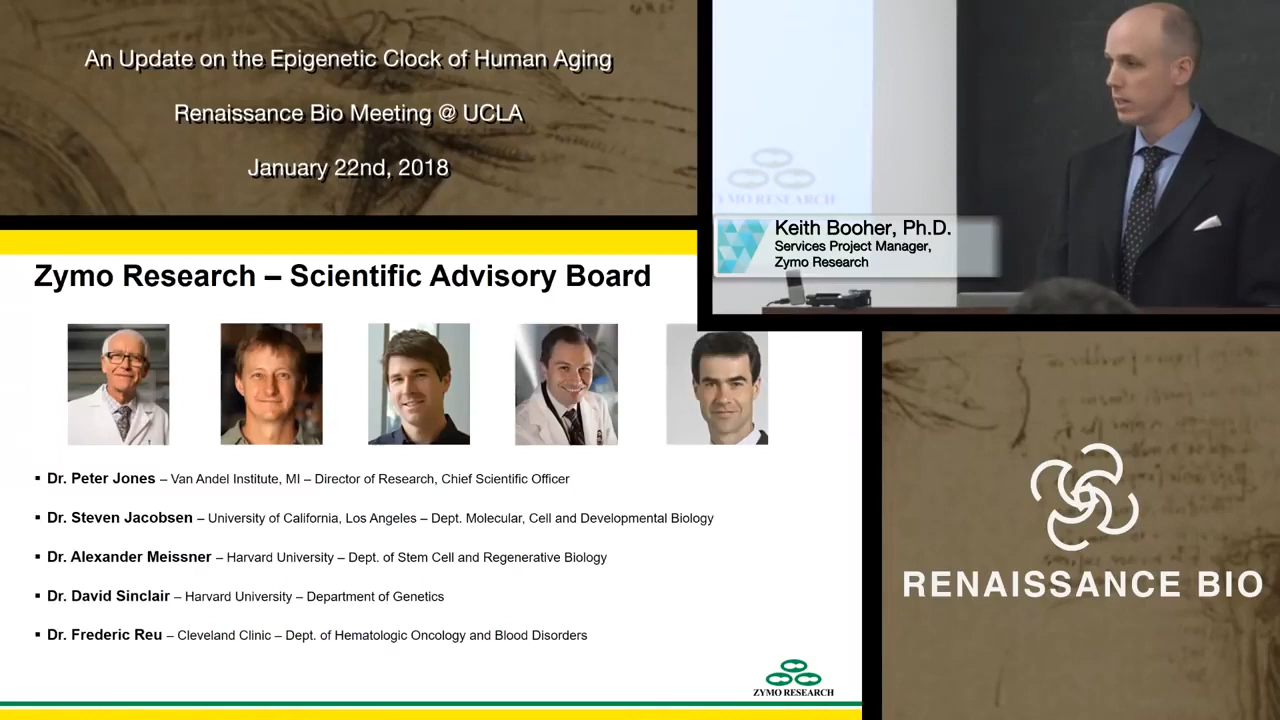 An Update on the Epigenetic Clock of Human Aging
Renaissance Bio Meeting @ UCLA
January 22nd, 2018
Keith Booher, Ph.D.
Services Project Manager,
Zymo Research
Zymo Research – Scientific Advisory Board
▪ Dr. Peter Jones – Van Andel Institute, MI – Director of Research, Chief Scientific Officer
▪ Dr. Steven Jacobsen – University of California, Los Angeles – Dept. Molecular, Cell and Developmental Biology
▪ Dr. Alexander Meissner – Harvard University – Dept. of Stem Cell and Regenerative Biology
▪ Dr. David Sinclair – Harvard University – Department of Genetics
▪ Dr. Frederic Reu – Cleveland Clinic – Dept. of Hematologic Oncology and Blood Disorders
ZYMO RESEARCH
RENAISSANCE BIO